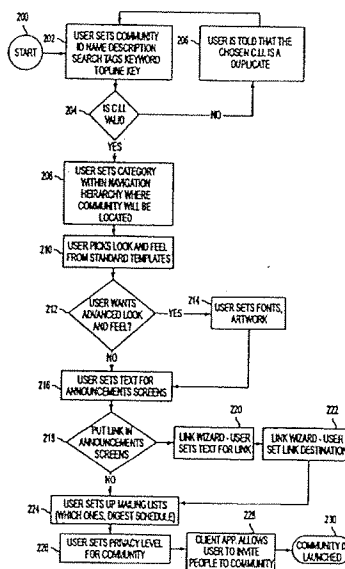 200
START
202
USER SETS COMMUNITY
ID NAME DESCRIPTION
SEARCH TAGS KEYWORD
TOPLINE KEY
206
USER IS TOLD THAT THE
CHOSEN C.I.I. IS A
DUPLICATE
204
IS C.I.I.
VALID
NO
YES
208
USER SETS CATEGORY
WITHIN NAVIGATION
HEIRARCHY WHERE
COMMUNITY WILL BE
LOCATED
210
USER PICKS LOOK AND FEEL
FROM STANDARD TEMPLATES
212
USER WANTS
ADVANCED LOOK
AND FEEL?
YES
214
USER SETS FONTS,
ARTWORK
NO
216
USER SETS TEXT FOR
ANNOUNCEMENTS SCREENS
218
PUT LINK IN
ANNOUNCEMENTS
SCREENS
220
LINK WIZARD - USER
SETS TEXT FOR LINK
222
LINK WIZARD - USER
SET LINK DESTINATION
NO
224
USER SETS UP MAILING LISTS
(WHICH ONES, DIGEST SCHEDULE)
226
USER SETS PRIVACY
LEVEL FOR COMMUNITY
228
CLIENT APP. ALLOWS
USER TO INVITE
PEOPLE TO COMMUNITY
230
COMMUNITY IS
LAUNCHED